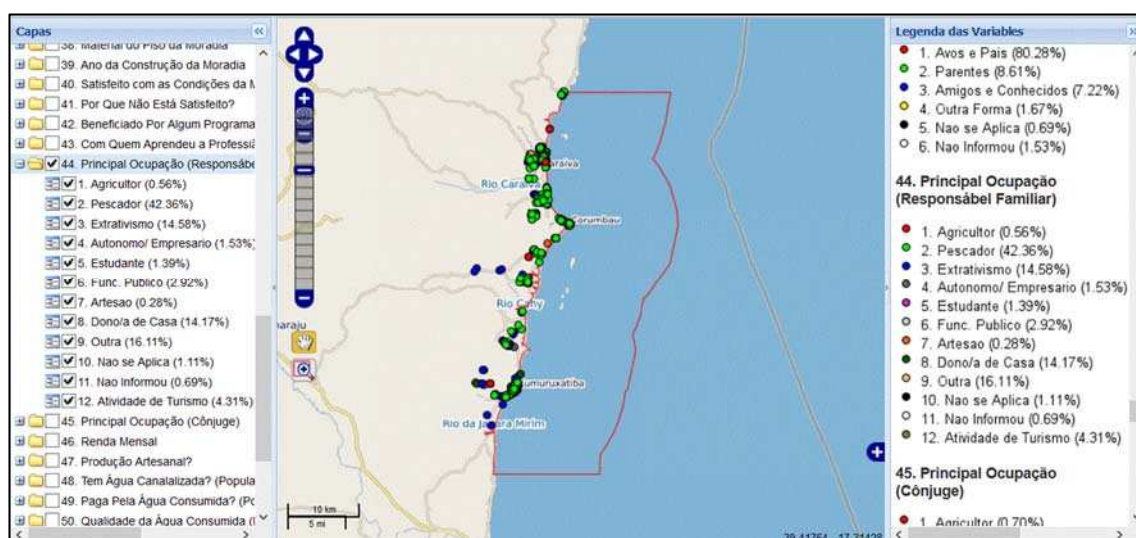 Capas
38. Material do Piso da Moradia
39. Ano da Construção da Moradia
40. Satisfeito com as Condições da M
41. Por Que Não Está Satisfeito?
42. Beneficiado Por Algum Programa
43. Com Quem Aprendeu a Professiã
44. Principal Ocupação (Responsábe
1. Agricultor (0.56%)
2. Pescador (42.36%)
3. Extrativismo (14.58%)
4. Autonomo/ Empresario (1.53%)
5. Estudante (1.39%)
6. Func. Publico (2.92%)
7. Artesao (0.28%)
8. Dono/a de Casa (14.17%)
9. Outra (16.11%)
10. Nao se Aplica (1.11%)
11. Nao Informou (0.69%)
12. Atividade de Turismo (4.31%)
45. Principal Ocupação (Cônjuge)
46. Renda Mensal
47. Produção Artesanal?
48. Tem Água Canalalizada? (Popula
49. Paga Pela Água Consumida? (Po
50. Qualidade da Água Consumida (
Rio Caraíva
Corumbau
Rio Cahy
umuruxatiba
Rio da
Mirim
10 km
5 mi
Legenda das Variables
1. Avos e Pais (80.28%)
2. Parentes (8.61%)
3. Amigos e Conhecidos (7.22%)
4. Outra Forma (1.67%)
5. Nao se Aplica (0.69%)
6. Nao Informou (1.53%)
44. Principal Ocupação
(Responsábel Familiar)
1. Agricultor (0.56%)
2. Pescador (42.36%)
3. Extrativismo (14.58%)
4. Autonomo/ Empresario (1.53%)
5. Estudante (1.39%)
6. Func. Publico (2.92%)
7. Artesao (0.28%)
8. Dono/a de Casa (14.17%)
9. Outra (16.11%)
10. Nao se Aplica (1.11%)
11. Nao Informou (0.69%)
12. Atividade de Turismo (4.31%)
45. Principal Ocupação
(Cônjuge)
1. Agricultor (0.70%)